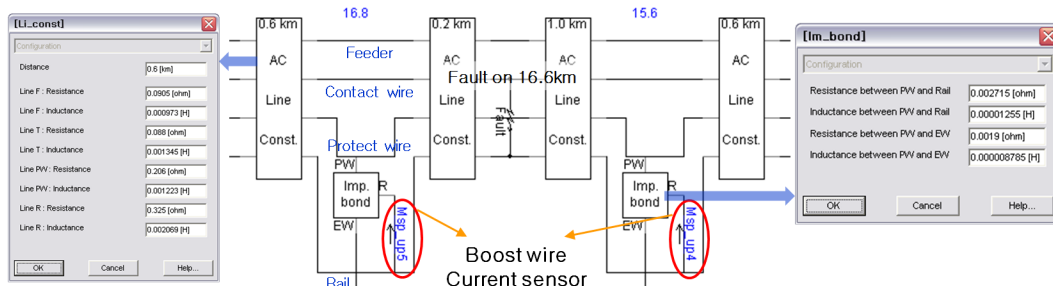 [Li_const]
Configuration
Distance
0.6 [km]
Line F : Resistance
0.0905 [ohm]
Line F : Inductance
0.000973 [H]
Line T : Resistance
0.088 [ohm]
Line T : Inductance
0.001345 [H]
Line PW : Resistance
0.206 [ohm]
Line PW : Inductance
0.001223 [H]
Line R : Resistance
0.325 [ohm]
Line R : Inductance
0.002069 [H]
OK
Cancel
Help...
16.8
15.6
0.6 km
AC
Line
Const.
0.2 km
AC
Line
Const.
1.0 km
AC
Line
Const.
0.6 km
AC
Line
Const.
Feeder
Contact wire
Protect wire
Fault on 16.6km
Fault
PW
Imp.
bond
R
EW
Msp_up5
PW
Imp.
bond
R
EW
Msp_up4
Boost wire
Current sensor
Rail
[Im_bond]
Configuration
Resistance between PW and Rail
0.002715 [ohm]
Inductance between PW and Rail
0.00001255 [H]
Resistance between PW and EW
0.0019 [ohm]
Inductance between PW and EW
0.000008785 [H]
OK
Cancel
Help...